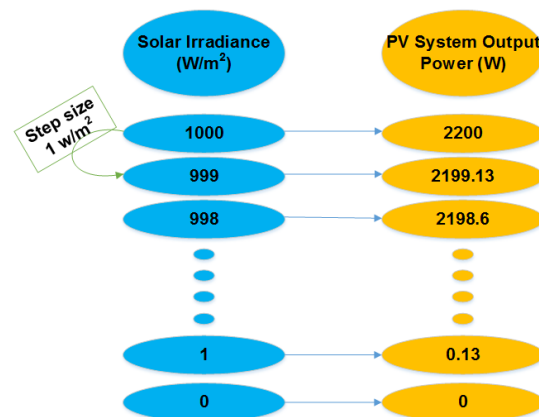 Solar Irradiance
(W/m²)
PV System Output
Power (W)
Step size
1 w/m²
1000
2200
999
2199.13
998
2198.6
1
0.13
0
0